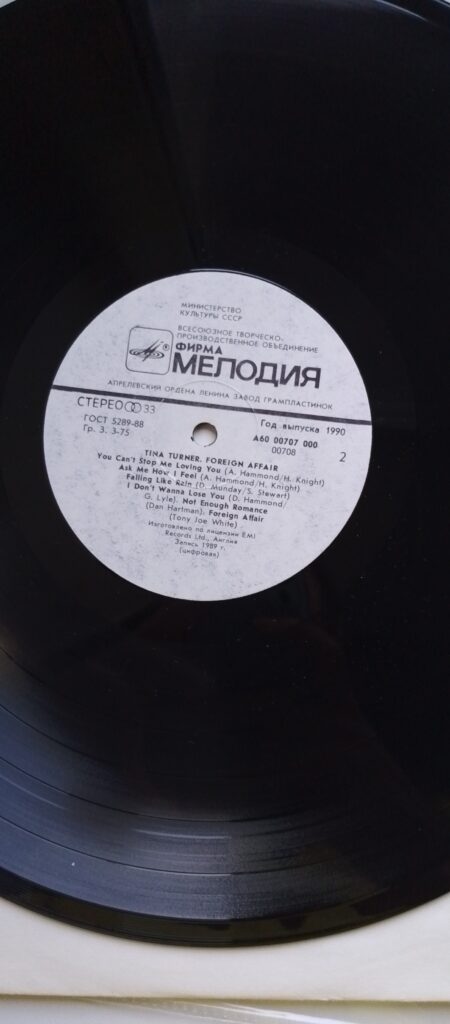 МИНИСТЕРСТВО
КУЛЬТУРЫ СССР
ВСЕСОЮЗНОЕ ТВОРЧЕСКО-
ПРОИЗВОДСТВЕННОЕ ОБЪЕДИНЕНИЕ
ФИРМА
МЕЛОДИЯ
АПРЕЛЕВСКИЙ ОРДЕНА ЛЕНИНА ЗАВОД ГРАМПЛАСТИНОК
СТЕРЕО 33
ГОСТ 5289-88
Гр. 3. 3-75
Год выпуска 1990
А60 00707 000
00708
2
TINA TURNER. FOREIGN AFFAIR
You Can't Stop Me Loving You (A. Hammond/H. Knight)
Ask Me How I Feel (A. Hammond/H. Knight)
Falling Like Rain (D. Munday/S. Stewart)
I Don't Wanna Lose You (D. Hammond/
G. Lyle). Not Enough Romance
(Dan Hartman). Foreign Affair
(Tony Joe White)
Изготовлено по лицензии EMI
Records Ltd., Англия
Запись 1989 г.
(цифровая)